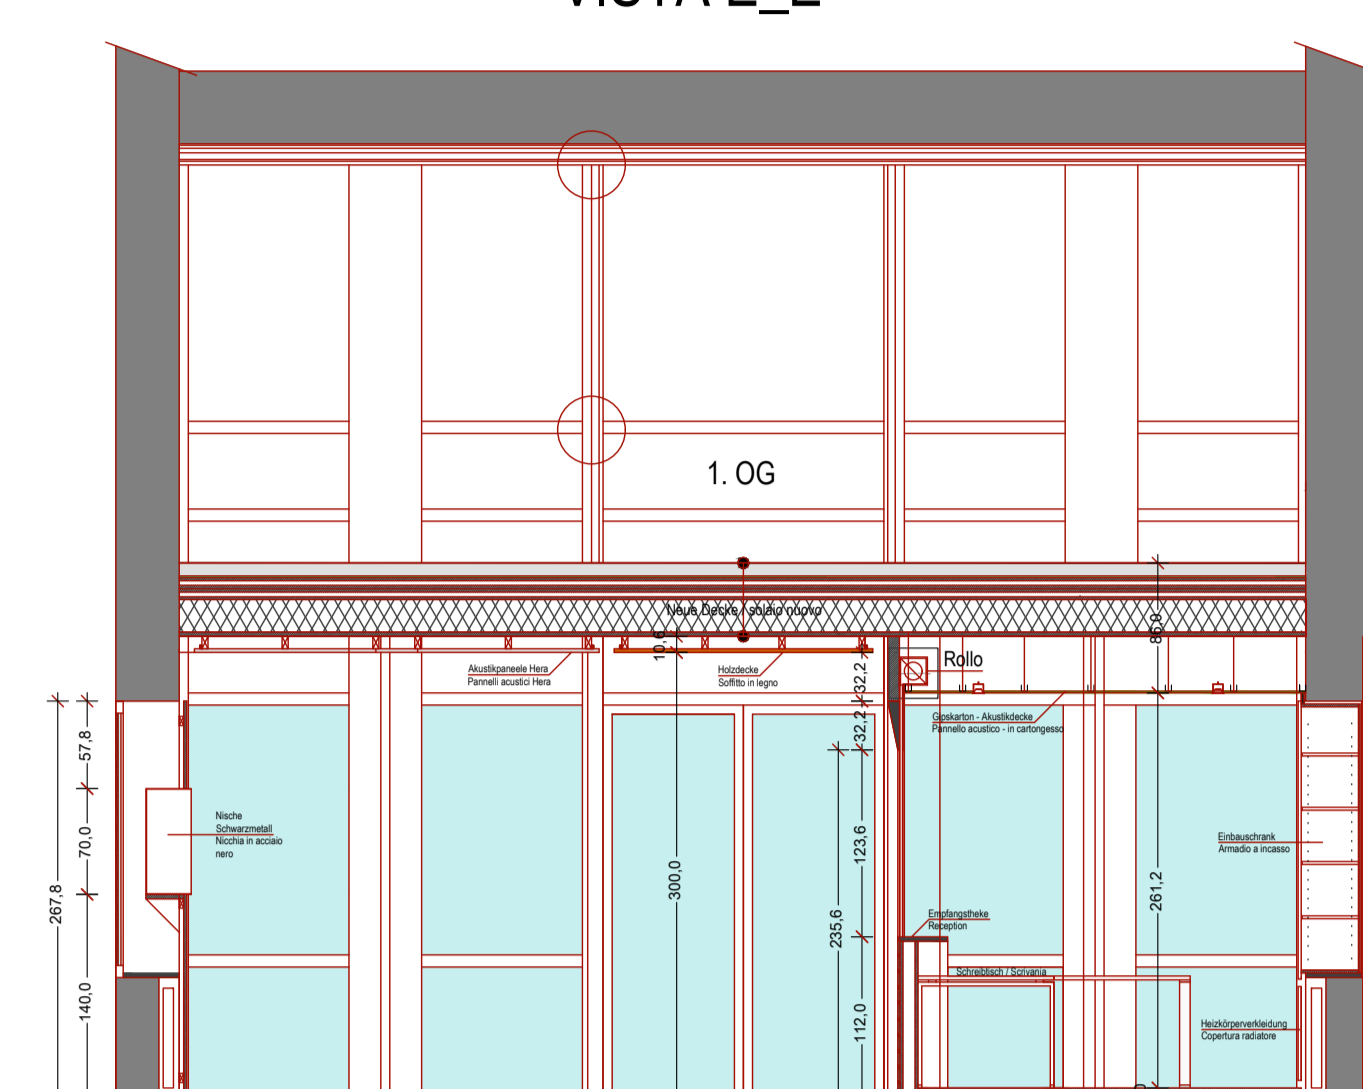 1. OG
Neue Decke / solaio nuovo
86,0
10,6
Akustikpaneele Hera
Pannelli acustici Hera
Holzdecke
Soffitto in legno
32,2
Rollo
32,2
Gipskarton - Akustikdecke
Pannello acustico - in cartongesso
57,8
70,0
267,8
140,0
Nische
Schwarzmetall
Nicchia in acciaio
nero
300,0
123,6
235,6
112,0
261,2
Einbauschrank
Armadio a incasso
Empfangstheke
Reception
Schreibtisch / Scrivania
Heizkörperverkleidung
Copertura radiatore